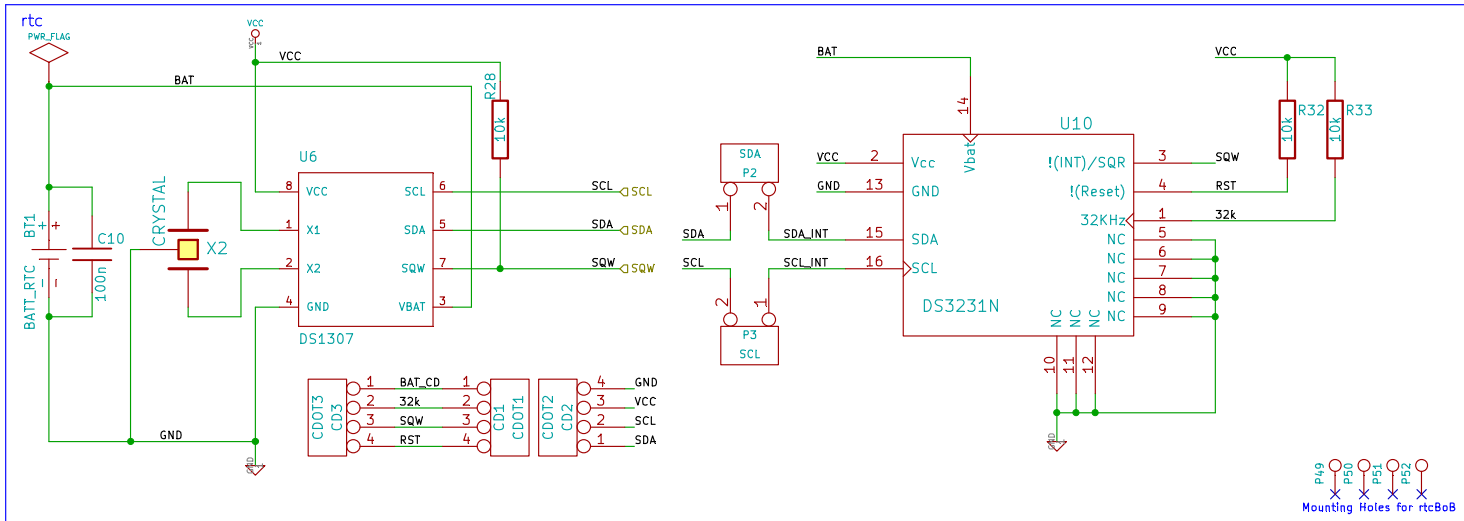 rtc
PWR_FLAG
VCC
VCC
BAT
R28
10k
U6
DS1307
8 VCC
1 X1
2 X2
4 GND
SCL 6
SDA 5
SQW 7
VBAT 3
SCL SCL
SDA SDA
SQW SQW
CRYSTAL
X2
BT1
+ +
BATT_RTC
C10
100n
GND
GND
CDOT3
CD3
1 BAT_CD 1
2 32k 2
3 SQW 3
4 RST 4
CD1
CDOT1
CDOT2
CD2
4 GND
3 VCC
2 SCL
1 SDA
SDA
P2
1 2
SDA SDA_INT
SCL SCL_INT
2 1
P3
SCL
BAT
14
Vbat
U10
DS3231N
VCC 2 Vcc
GND 13 GND
15 SDA
16 SCL
!(INT)/SQR 3 SQW
!(Reset) 4 RST
32KHz 1 32k
NC 5
NC 6
NC 7
NC 8
NC 9
NC NC NC
10 11 12
GND
VCC
R32
10k
R33
10k
P49 P50 P51 P52
Mounting Holes for rtcBoB